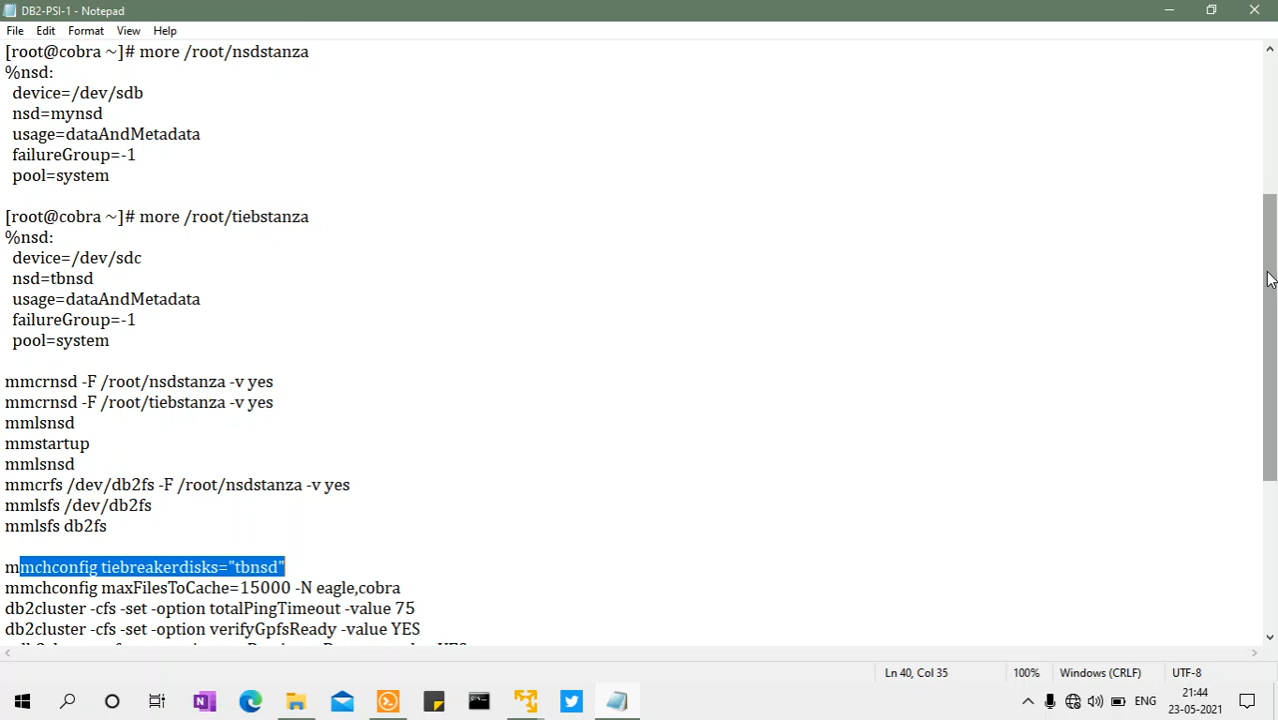 DB2-PSI-1 - Notepad
File Edit Format View Help
[root@cobra ~]# more /root/nsdstanza
%nsd:
device=/dev/sdb
nsd=mynsd
usage=dataAndMetadata
failureGroup=-1
pool=system
[root@cobra ~]# more /root/tiebstanza
%nsd:
device=/dev/sdc
nsd=tbnsd
usage=dataAndMetadata
failureGroup=-1
pool=system
mmcrnsd -F /root/nsdstanza -v yes
mmcrnsd -F /root/tiebstanza -v yes
mmlsnsd
mmstartup
mmlsnsd
mmcrfs /dev/db2fs -F /root/nsdstanza -v yes
mmlsfs /dev/db2fs
mmlsfs db2fs
mmchconfig tiebreakerdisks="tbnsd"
mmchconfig maxFilesToCache=15000 -N eagle,cobra
db2cluster -cfs -set -option totalPingTimeout -value 75
db2cluster -cfs -set -option verifyGpfsReady -value YES
Ln 40, Col 35 100% Windows (CRLF) UTF-8
ENG 21:44
23-05-2021